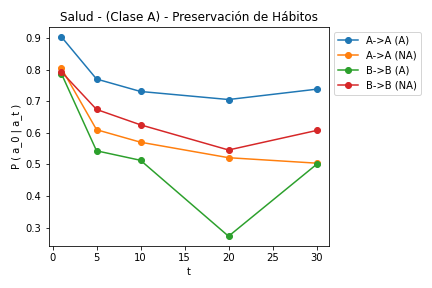 Salud - (Clase A) - Preservación de Hábitos
P ( a_0 | a_t )
0.9
0.8
0.7
0.6
0.5
0.4
0.3
0 5 10 15 20 25 30
t
A->A (A)
A->A (NA)
B->B (A)
B->B (NA)